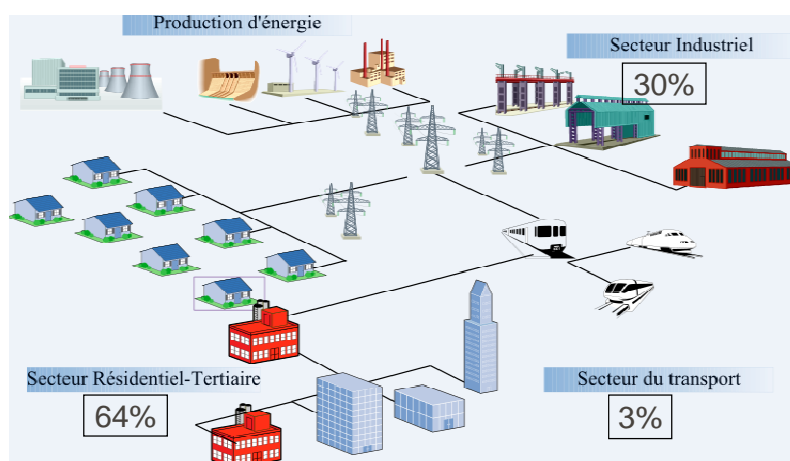 Production d'énergie
Secteur Industriel
30%
Secteur Résidentiel-Tertiaire
64%
Secteur du transport
3%